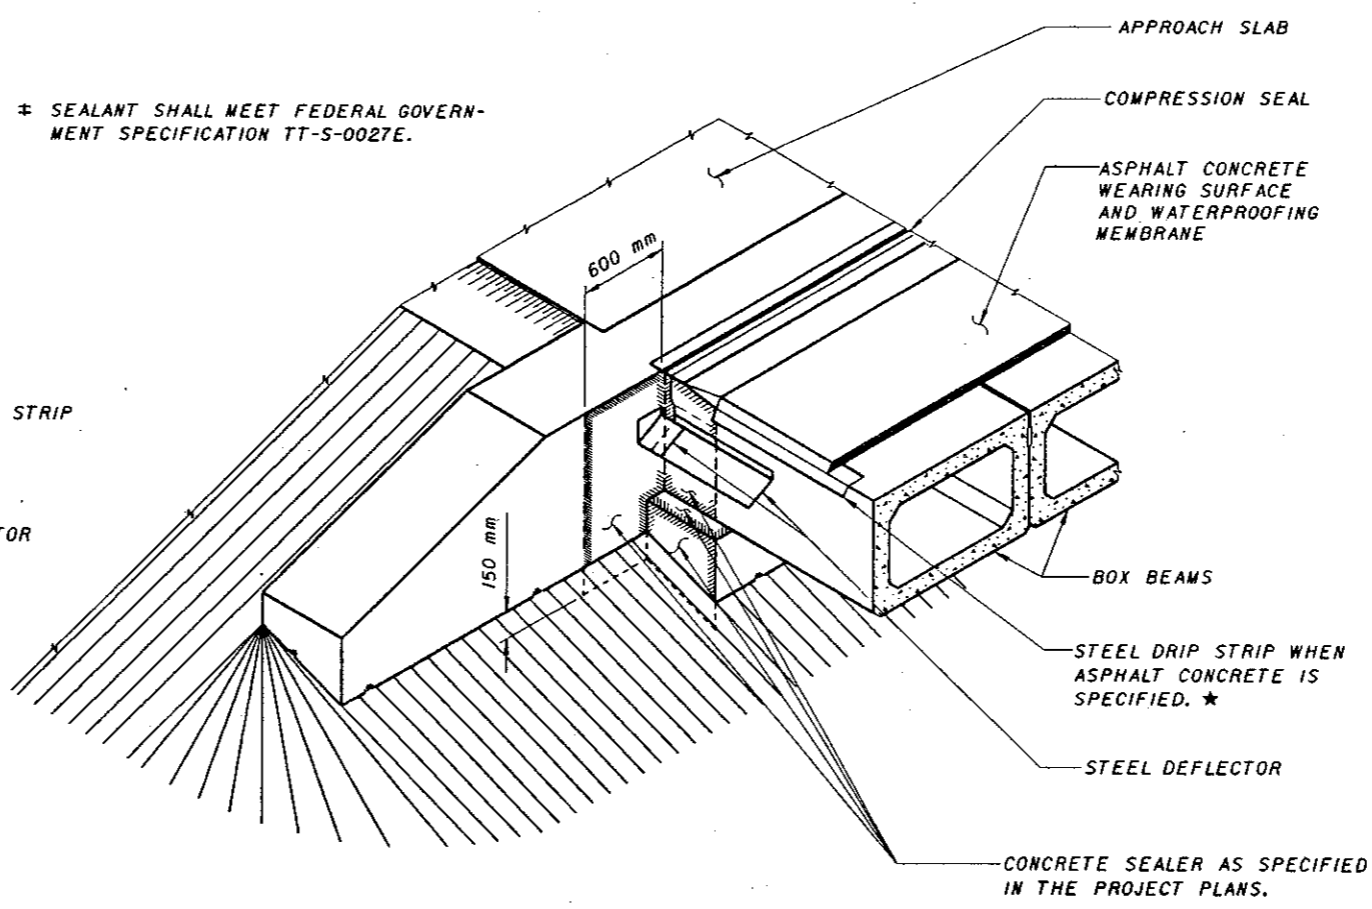 APPROACH SLAB
‡ SEALANT SHALL MEET FEDERAL GOVERN-
MENT SPECIFICATION TT-S-0027E.
COMPRESSION SEAL
ASPHALT CONCRETE
WEARING SURFACE
AND WATERPROOFING
MEMBRANE
600 mm
STRIP
TOR
150 mm
BOX BEAMS
STEEL DRIP STRIP WHEN
ASPHALT CONCRETE IS
SPECIFIED. ★
STEEL DEFLECTOR
CONCRETE SEALER AS SPECIFIED
IN THE PROJECT PLANS.